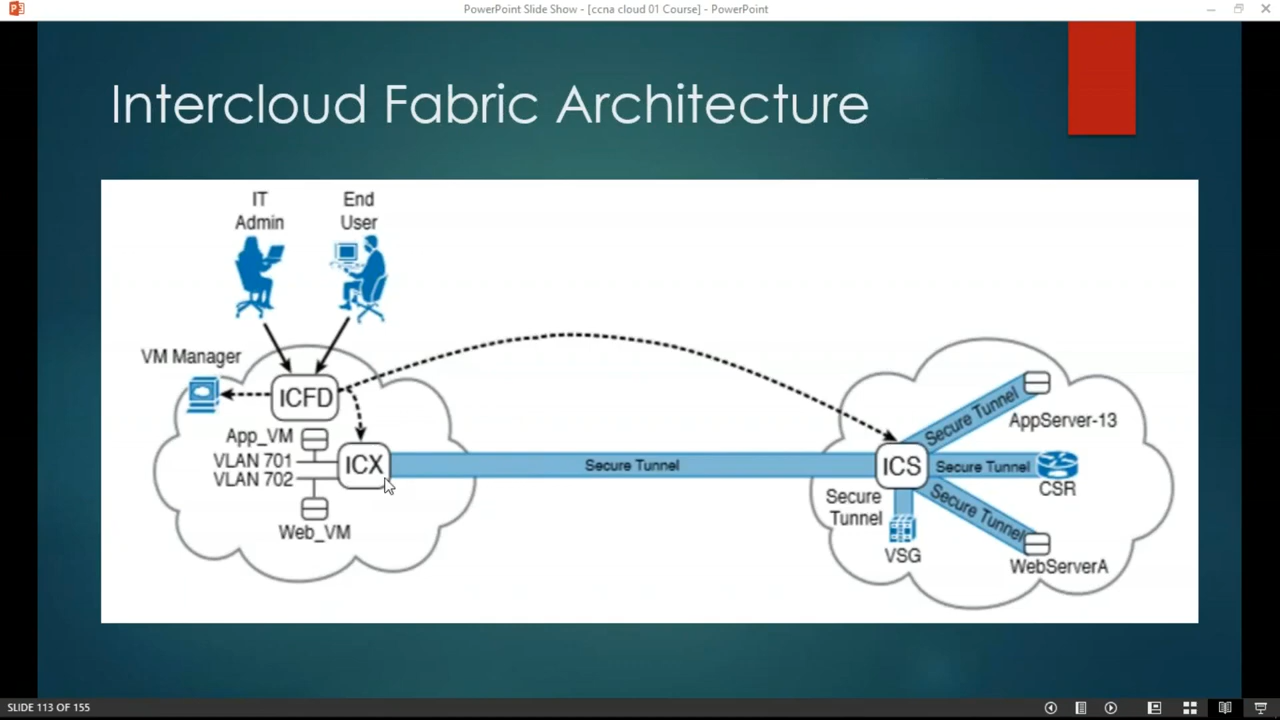 PowerPoint Slide Show - [ccna cloud 01 Course] - PowerPoint
Intercloud Fabric Architecture
IT
Admin
End
User
VM Manager
ICFD
App_VM
VLAN 701
VLAN 702
ICX
Web_VM
Secure Tunnel
ICS
Secure Tunnel
AppServer-13
Secure Tunnel
CSR
Secure Tunnel
WebServerA
Secure
Tunnel
VSG
SLIDE 113 OF 155